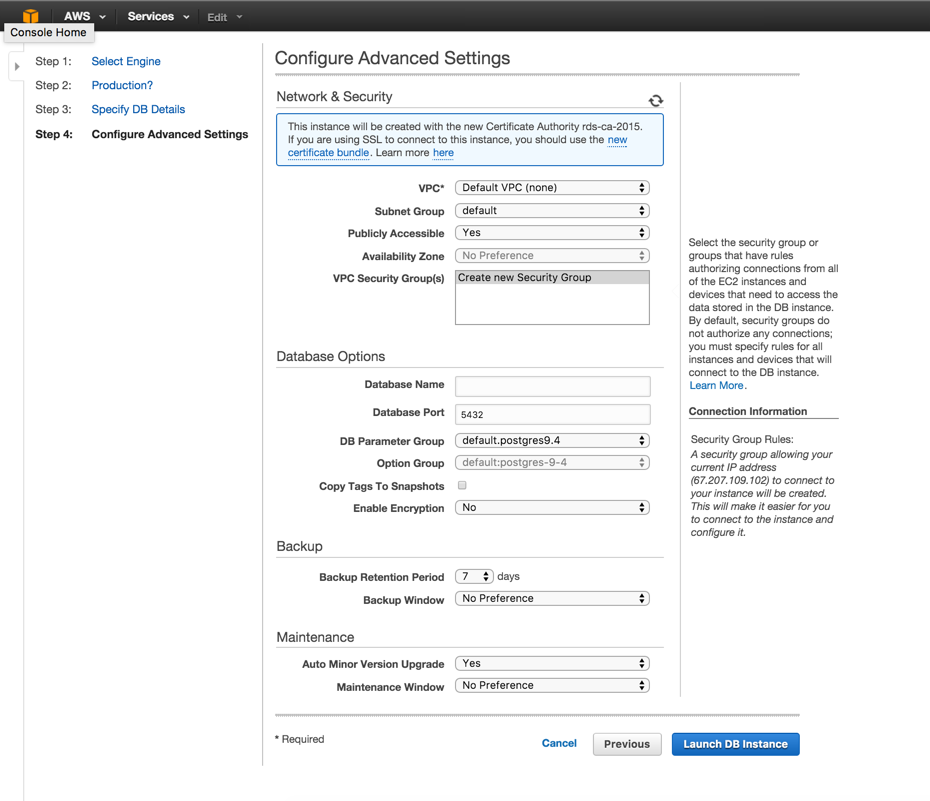 AWS Services Edit
Console Home
Step 1: Select Engine
Step 2: Production?
Step 3: Specify DB Details
Step 4: Configure Advanced Settings
Configure Advanced Settings
Network & Security
This instance will be created with the new Certificate Authority rds-ca-2015.
If you are using SSL to connect to this instance, you should use the new
certificate bundle. Learn more here
VPC* Default VPC (none)
Subnet Group default
Publicly Accessible Yes
Availability Zone No Preference
VPC Security Group(s) Create new Security Group
Database Options
Database Name
Database Port 5432
DB Parameter Group default.postgres9.4
Option Group default:postgres-9-4
Copy Tags To Snapshots
Enable Encryption No
Backup
Backup Retention Period 7 days
Backup Window No Preference
Maintenance
Auto Minor Version Upgrade Yes
Maintenance Window No Preference
* Required
Cancel Previous Launch DB Instance
Select the security group or
groups that have rules
authorizing connections from all
of the EC2 instances and
devices that need to access the
data stored in the DB instance.
By default, security groups do
not authorize any connections;
you must specify rules for all
instances and devices that will
connect to the DB instance.
Learn More.
Connection Information
Security Group Rules:
A security group allowing your
current IP address
(67.207.109.102) to connect to
your instance will be created.
This will make it easier for you
to connect to the instance and
configure it.